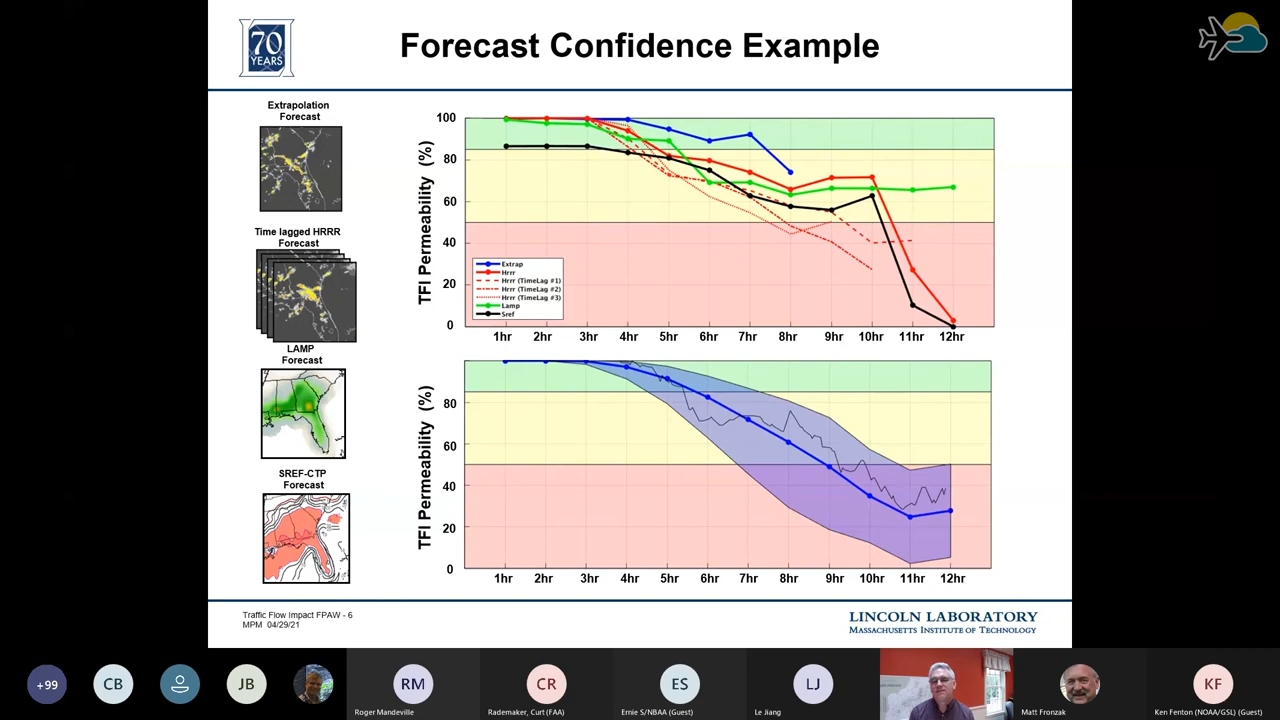 70
YEARS
Forecast Confidence Example
Extrapolation
Forecast
Time lagged HRRR
Forecast
LAMP
Forecast
SREF-CTP
Forecast
TFI Permeability (%)
100
80
60
40
20
0
Extrap
Hrrr
Hrrr (TimeLag #1)
Hrrr (TimeLag #2)
Hrrr (TimeLag #3)
Lamp
Sref
1hr 2hr 3hr 4hr 5hr 6hr 7hr 8hr 9hr 10hr 11hr 12hr
TFI Permeability (%)
80
60
40
20
0
1hr 2hr 3hr 4hr 5hr 6hr 7hr 8hr 9hr 10hr 11hr 12hr
Traffic Flow Impact FPAW - 6
MPM 04/29/21
LINCOLN LABORATORY
MASSACHUSETTS INSTITUTE OF TECHNOLOGY
+99 CB JB RM CR ES LJ KF
Roger Mandeville Rademaker, Curt (FAA) Ernie S/NBAA (Guest) Le Jiang Matt Fronzak Ken Fenton (NOAA/GSL) (Guest)